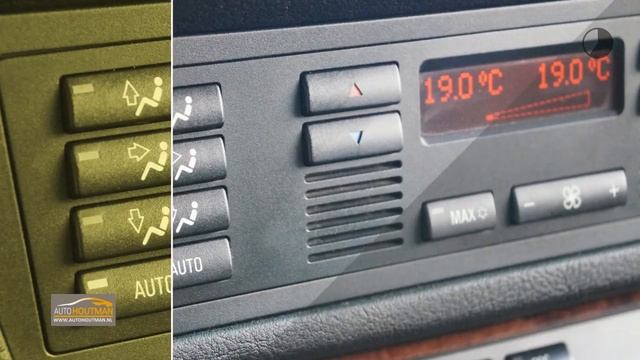 19.0°C 19.0°C
MAX
- +
AUTO AUTO
AUTOHOUTMAN
WWW.AUTOHOUTMAN.NL